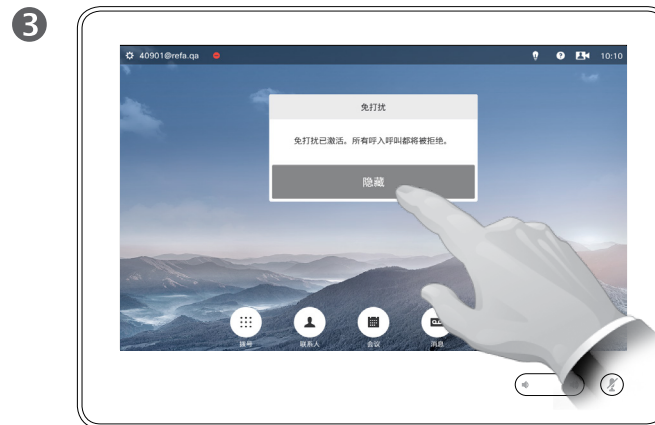 3
40901@refa.qa
10:10
免打扰
免打扰已激活。所有呼入呼叫都将被拒绝。
隐藏
拨号
联系人
会议
消息